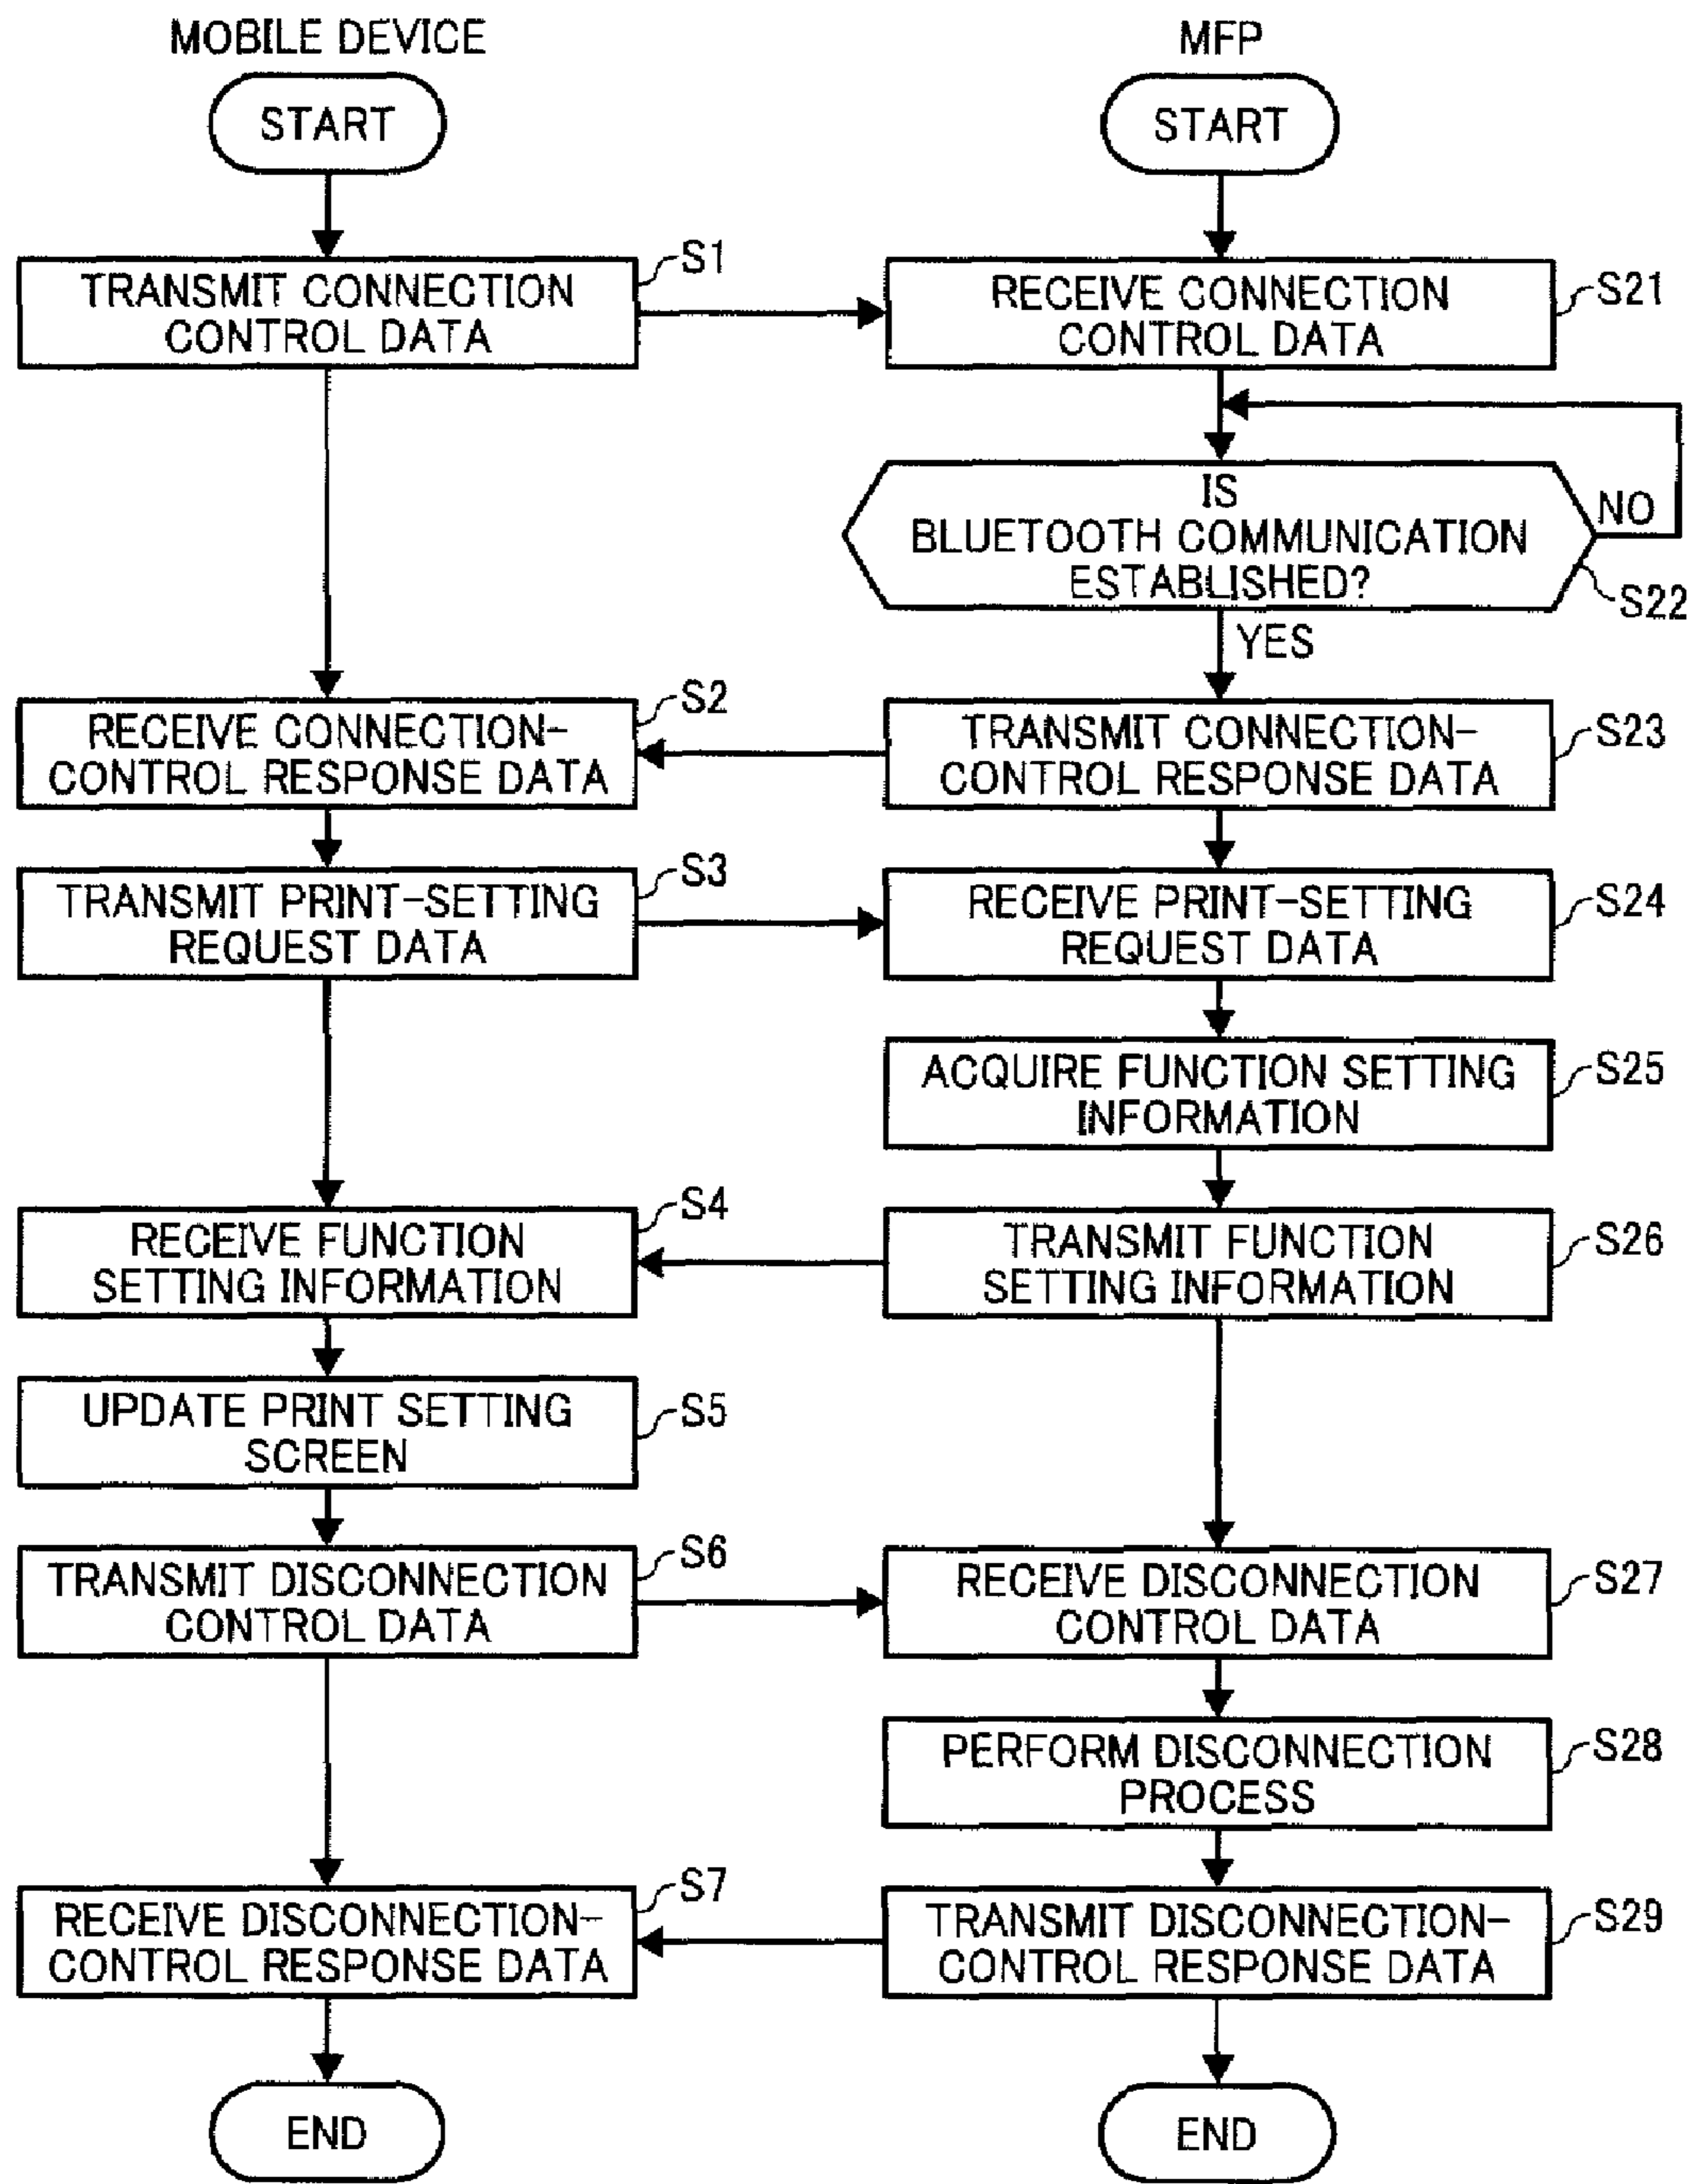 MOBILE DEVICE
MFP
START
START
TRANSMIT CONNECTION
CONTROL DATA
S1
RECEIVE CONNECTION
CONTROL DATA
S21
IS
BLUETOOTH COMMUNICATION
ESTABLISHED?
NO
S22
YES
RECEIVE CONNECTION-
CONTROL RESPONSE DATA
S2
TRANSMIT CONNECTION-
CONTROL RESPONSE DATA
S23
TRANSMIT PRINT-SETTING
REQUEST DATA
S3
RECEIVE PRINT-SETTING
REQUEST DATA
S24
ACQUIRE FUNCTION SETTING
INFORMATION
S25
RECEIVE FUNCTION
SETTING INFORMATION
S4
TRANSMIT FUNCTION
SETTING INFORMATION
S26
UPDATE PRINT SETTING
SCREEN
S5
TRANSMIT DISCONNECTION
CONTROL DATA
S6
RECEIVE DISCONNECTION
CONTROL DATA
S27
PERFORM DISCONNECTION
PROCESS
S28
RECEIVE DISCONNECTION-
CONTROL RESPONSE DATA
S7
TRANSMIT DISCONNECTION-
CONTROL RESPONSE DATA
S29
END
END